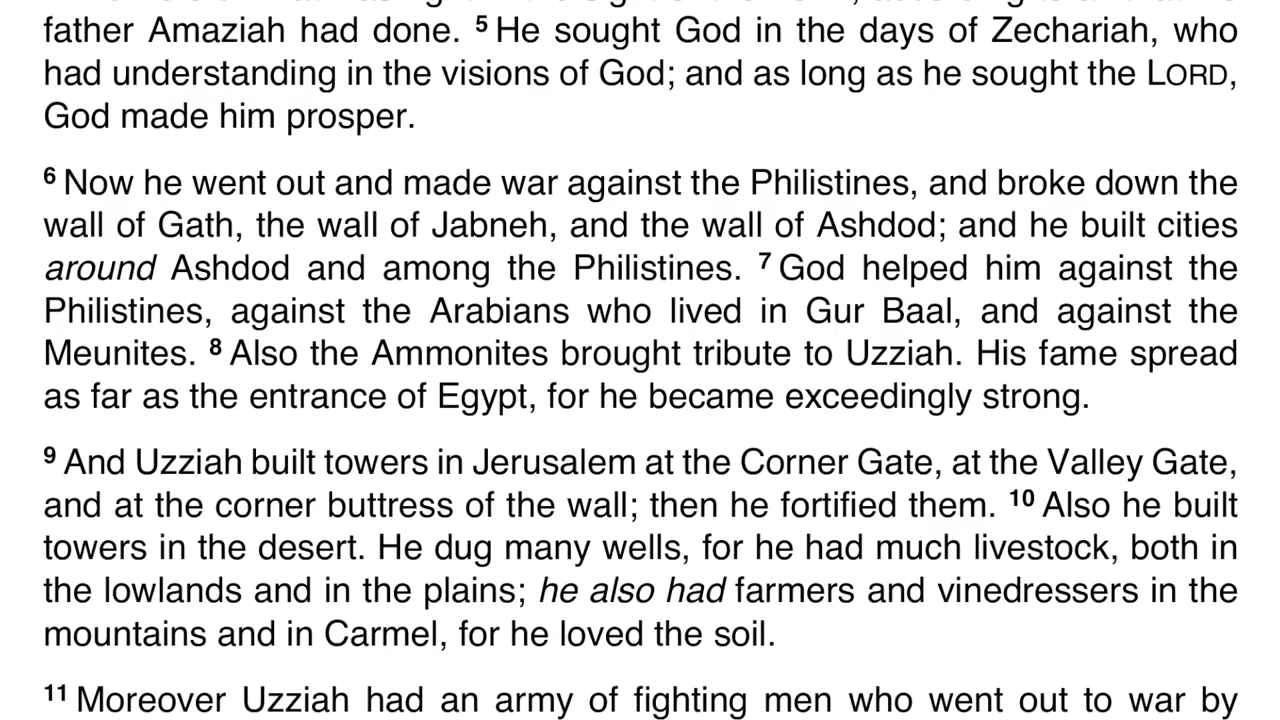 father Amaziah had done. 5 He sought God in the days of Zechariah, who
had understanding in the visions of God; and as long as he sought the LORD,
God made him prosper.
6 Now he went out and made war against the Philistines, and broke down the
wall of Gath, the wall of Jabneh, and the wall of Ashdod; and he built cities
around Ashdod and among the Philistines. 7 God helped him against the
Philistines, against the Arabians who lived in Gur Baal, and against the
Meunites. 8 Also the Ammonites brought tribute to Uzziah. His fame spread
as far as the entrance of Egypt, for he became exceedingly strong.
9 And Uzziah built towers in Jerusalem at the Corner Gate, at the Valley Gate,
and at the corner buttress of the wall; then he fortified them. 10 Also he built
towers in the desert. He dug many wells, for he had much livestock, both in
the lowlands and in the plains; he also had farmers and vinedressers in the
mountains and in Carmel, for he loved the soil.
11 Moreover Uzziah had an army of fighting men who went out to war by